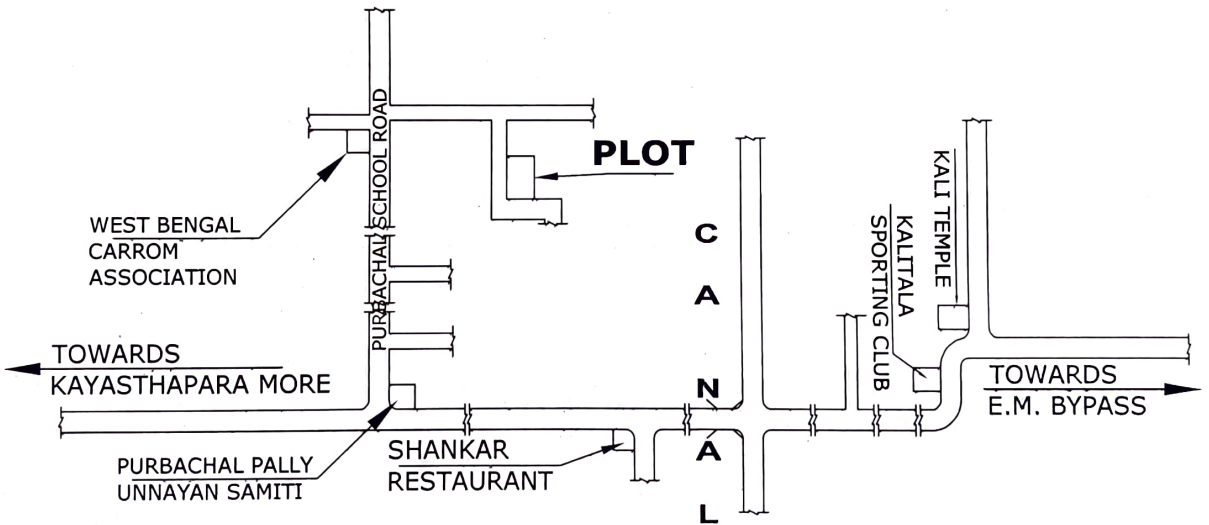 PURBACHAL SCHOOL ROAD
PLOT
WEST BENGAL
CARROM
ASSOCIATION
CANAL
KALI TEMPLE
KALITALA
SPORTING CLUB
TOWARDS
KAYASTHAPARA MORE
TOWARDS
E.M. BYPASS
PURBACHAL PALLY
UNNAYAN SAMITI
SHANKAR
RESTAURANT